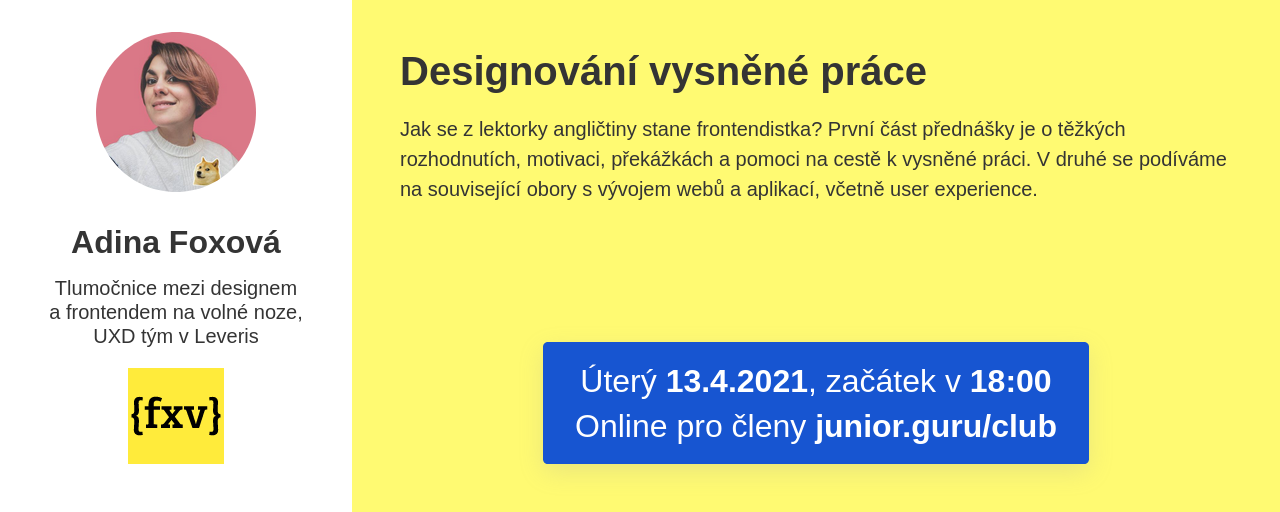 Adina Foxová
Tlumočnice mezi designem
a frontendem na volné noze,
UXD tým v Leveris
{fxv}
Designování vysněné práce
Jak se z lektorky angličtiny stane frontendistka? První část přednášky je o těžkých
rozhodnutích, motivaci, překážkách a pomoci na cestě k vysněné práci. V druhé se podíváme
na související obory s vývojem webů a aplikací, včetně user experience.
Úterý 13.4.2021, začátek v 18:00
Online pro členy junior.guru/club